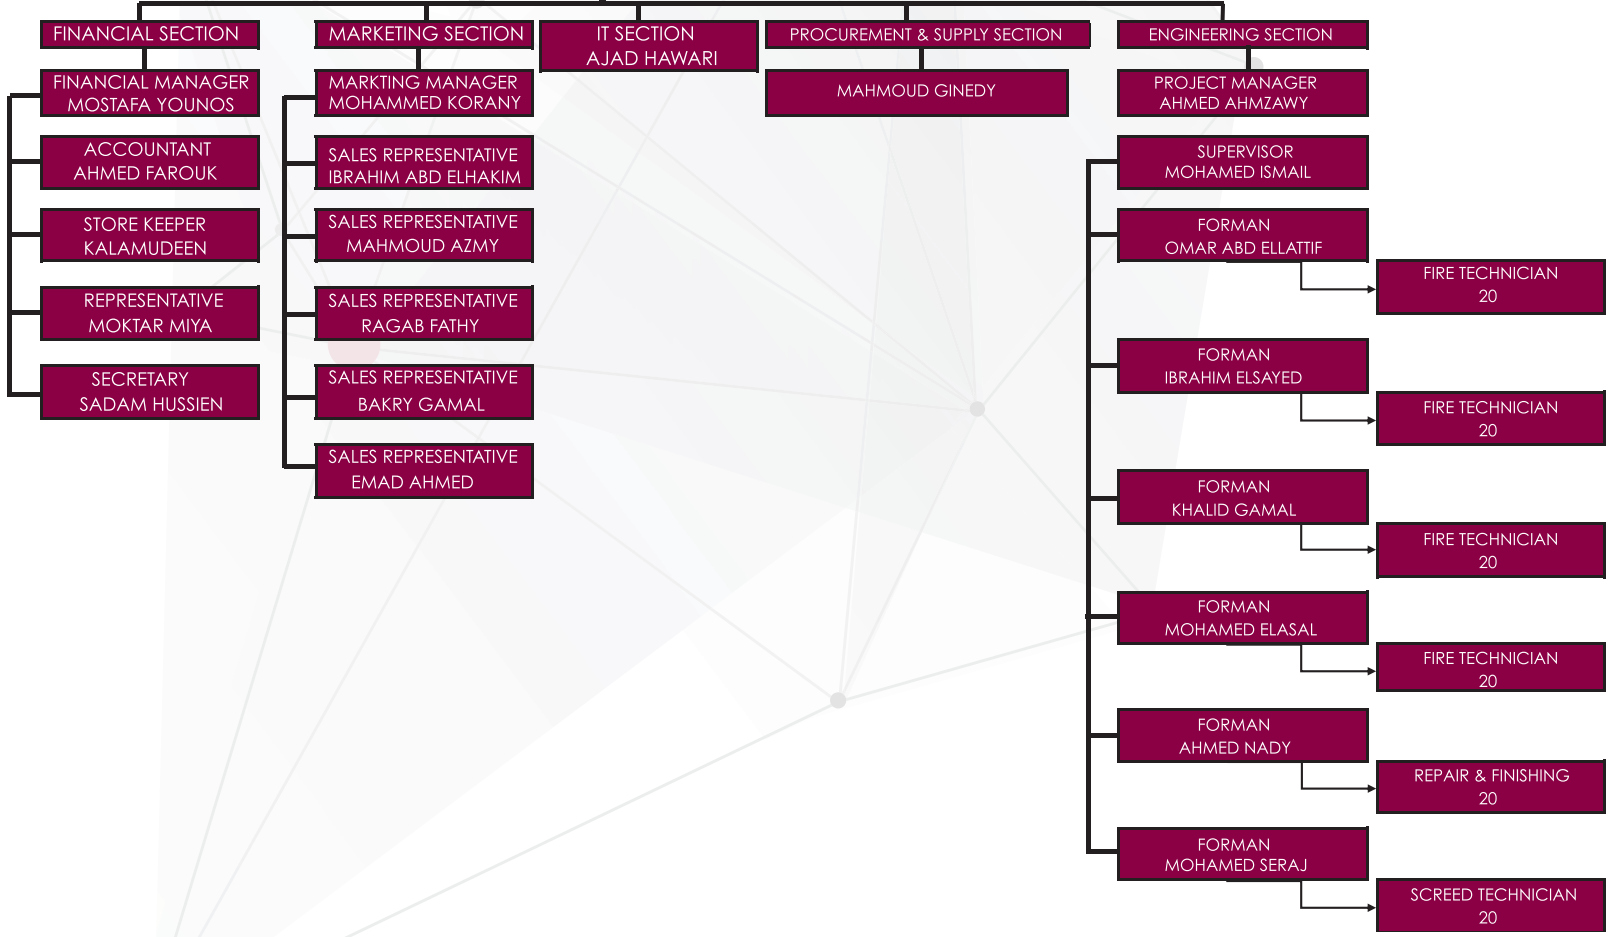 FINANCIAL SECTION
FINANCIAL MANAGER
MOSTAFA YOUNOS
ACCOUNTANT
AHMED FAROUK
STORE KEEPER
KALAMUDEEN
REPRESENTATIVE
MOKTAR MIYA
SECRETARY
SADAM HUSSIEN
MARKETING SECTION
MARKTING MANAGER
MOHAMMED KORANY
SALES REPRESENTATIVE
IBRAHIM ABD ELHAKIM
SALES REPRESENTATIVE
MAHMOUD AZMY
SALES REPRESENTATIVE
RAGAB FATHY
SALES REPRESENTATIVE
BAKRY GAMAL
SALES REPRESENTATIVE
EMAD AHMED
IT SECTION
AJAD HAWARI
PROCUREMENT & SUPPLY SECTION
MAHMOUD GINEDY
ENGINEERING SECTION
PROJECT MANAGER
AHMED AHMZAWY
SUPERVISOR
MOHAMED ISMAIL
FORMAN
OMAR ABD ELLATTIF
FIRE TECHNICIAN
20
FORMAN
IBRAHIM ELSAYED
FIRE TECHNICIAN
20
FORMAN
KHALID GAMAL
FIRE TECHNICIAN
20
FORMAN
MOHAMED ELASAL
FIRE TECHNICIAN
20
FORMAN
AHMED NADY
REPAIR & FINISHING
20
FORMAN
MOHAMED SERAJ
SCREED TECHNICIAN
20